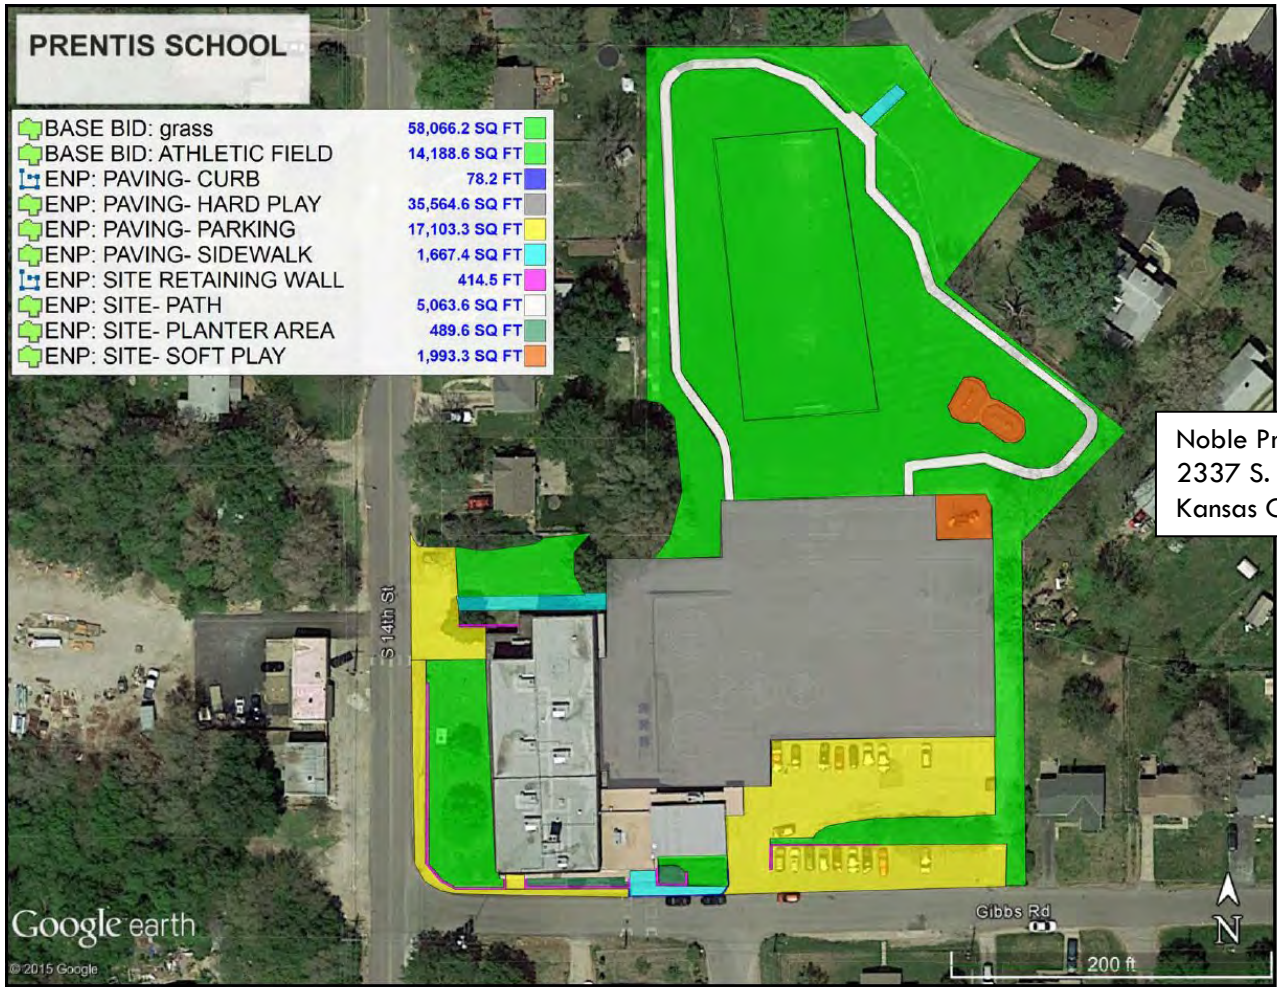 PRENTIS SCHOOL
BASE BID: grass 58,066.2 SQ FT
BASE BID: ATHLETIC FIELD 14,188.6 SQ FT
ENP: PAVING- CURB 78.2 FT
ENP: PAVING- HARD PLAY 35,564.6 SQ FT
ENP: PAVING- PARKING 17,103.3 SQ FT
ENP: PAVING- SIDEWALK 1,667.4 SQ FT
ENP: SITE RETAINING WALL 414.5 FT
ENP: SITE- PATH 5,063.6 SQ FT
ENP: SITE- PLANTER AREA 489.6 SQ FT
ENP: SITE- SOFT PLAY 1,993.3 SQ FT
Noble Pr
2337 S.
Kansas C
S 14th St
Gibbs Rd
N
200 ft
Google earth
© 2015 Google